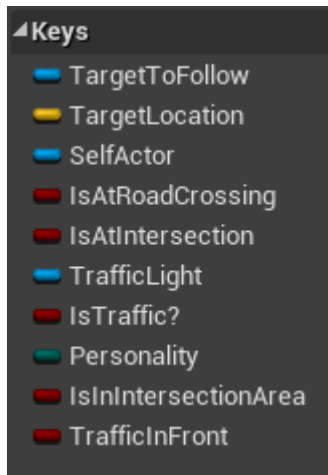 Keys
TargetToFollow
TargetLocation
SelfActor
IsAtRoadCrossing
IsAtIntersection
TrafficLight
IsTraffic?
Personality
IsInIntersectionArea
TrafficInFront